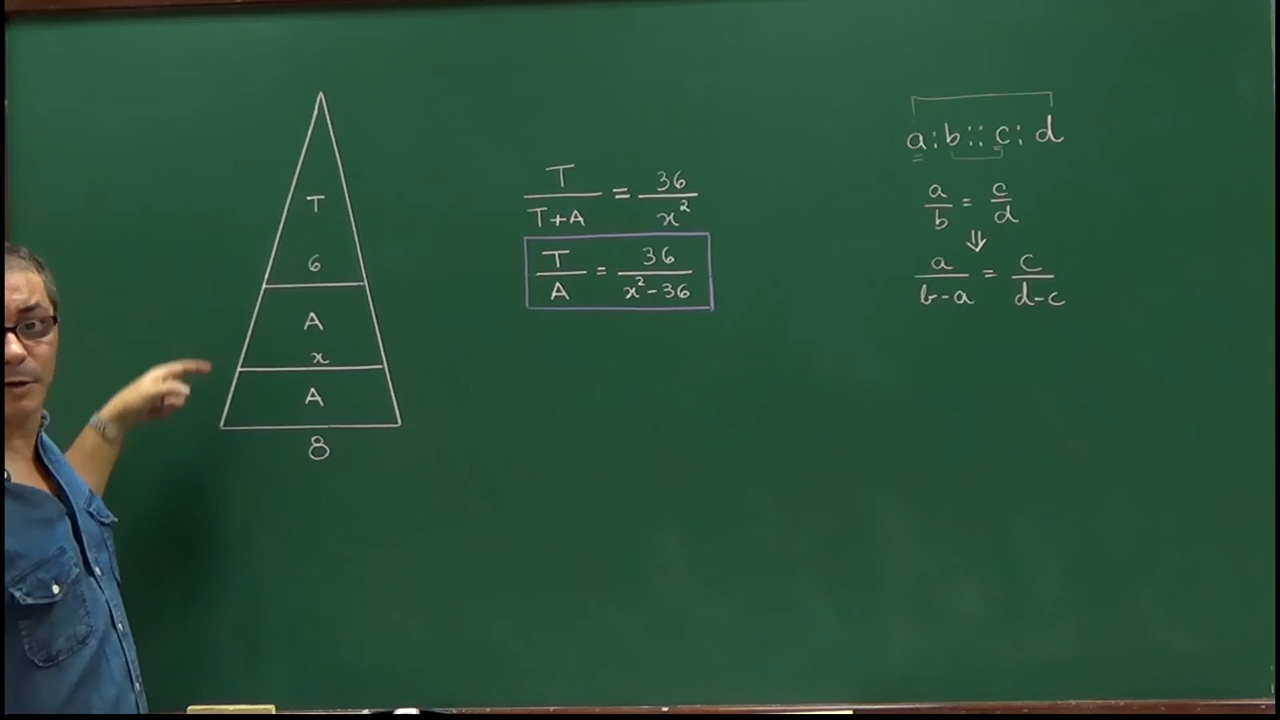 T
6
A
x
A
8
T/(T+A) = 36/x²
T/A = 36/(x²-36)
a:b::c:d
a/b = c/d
⇓
a/(b-a) = c/(d-c)